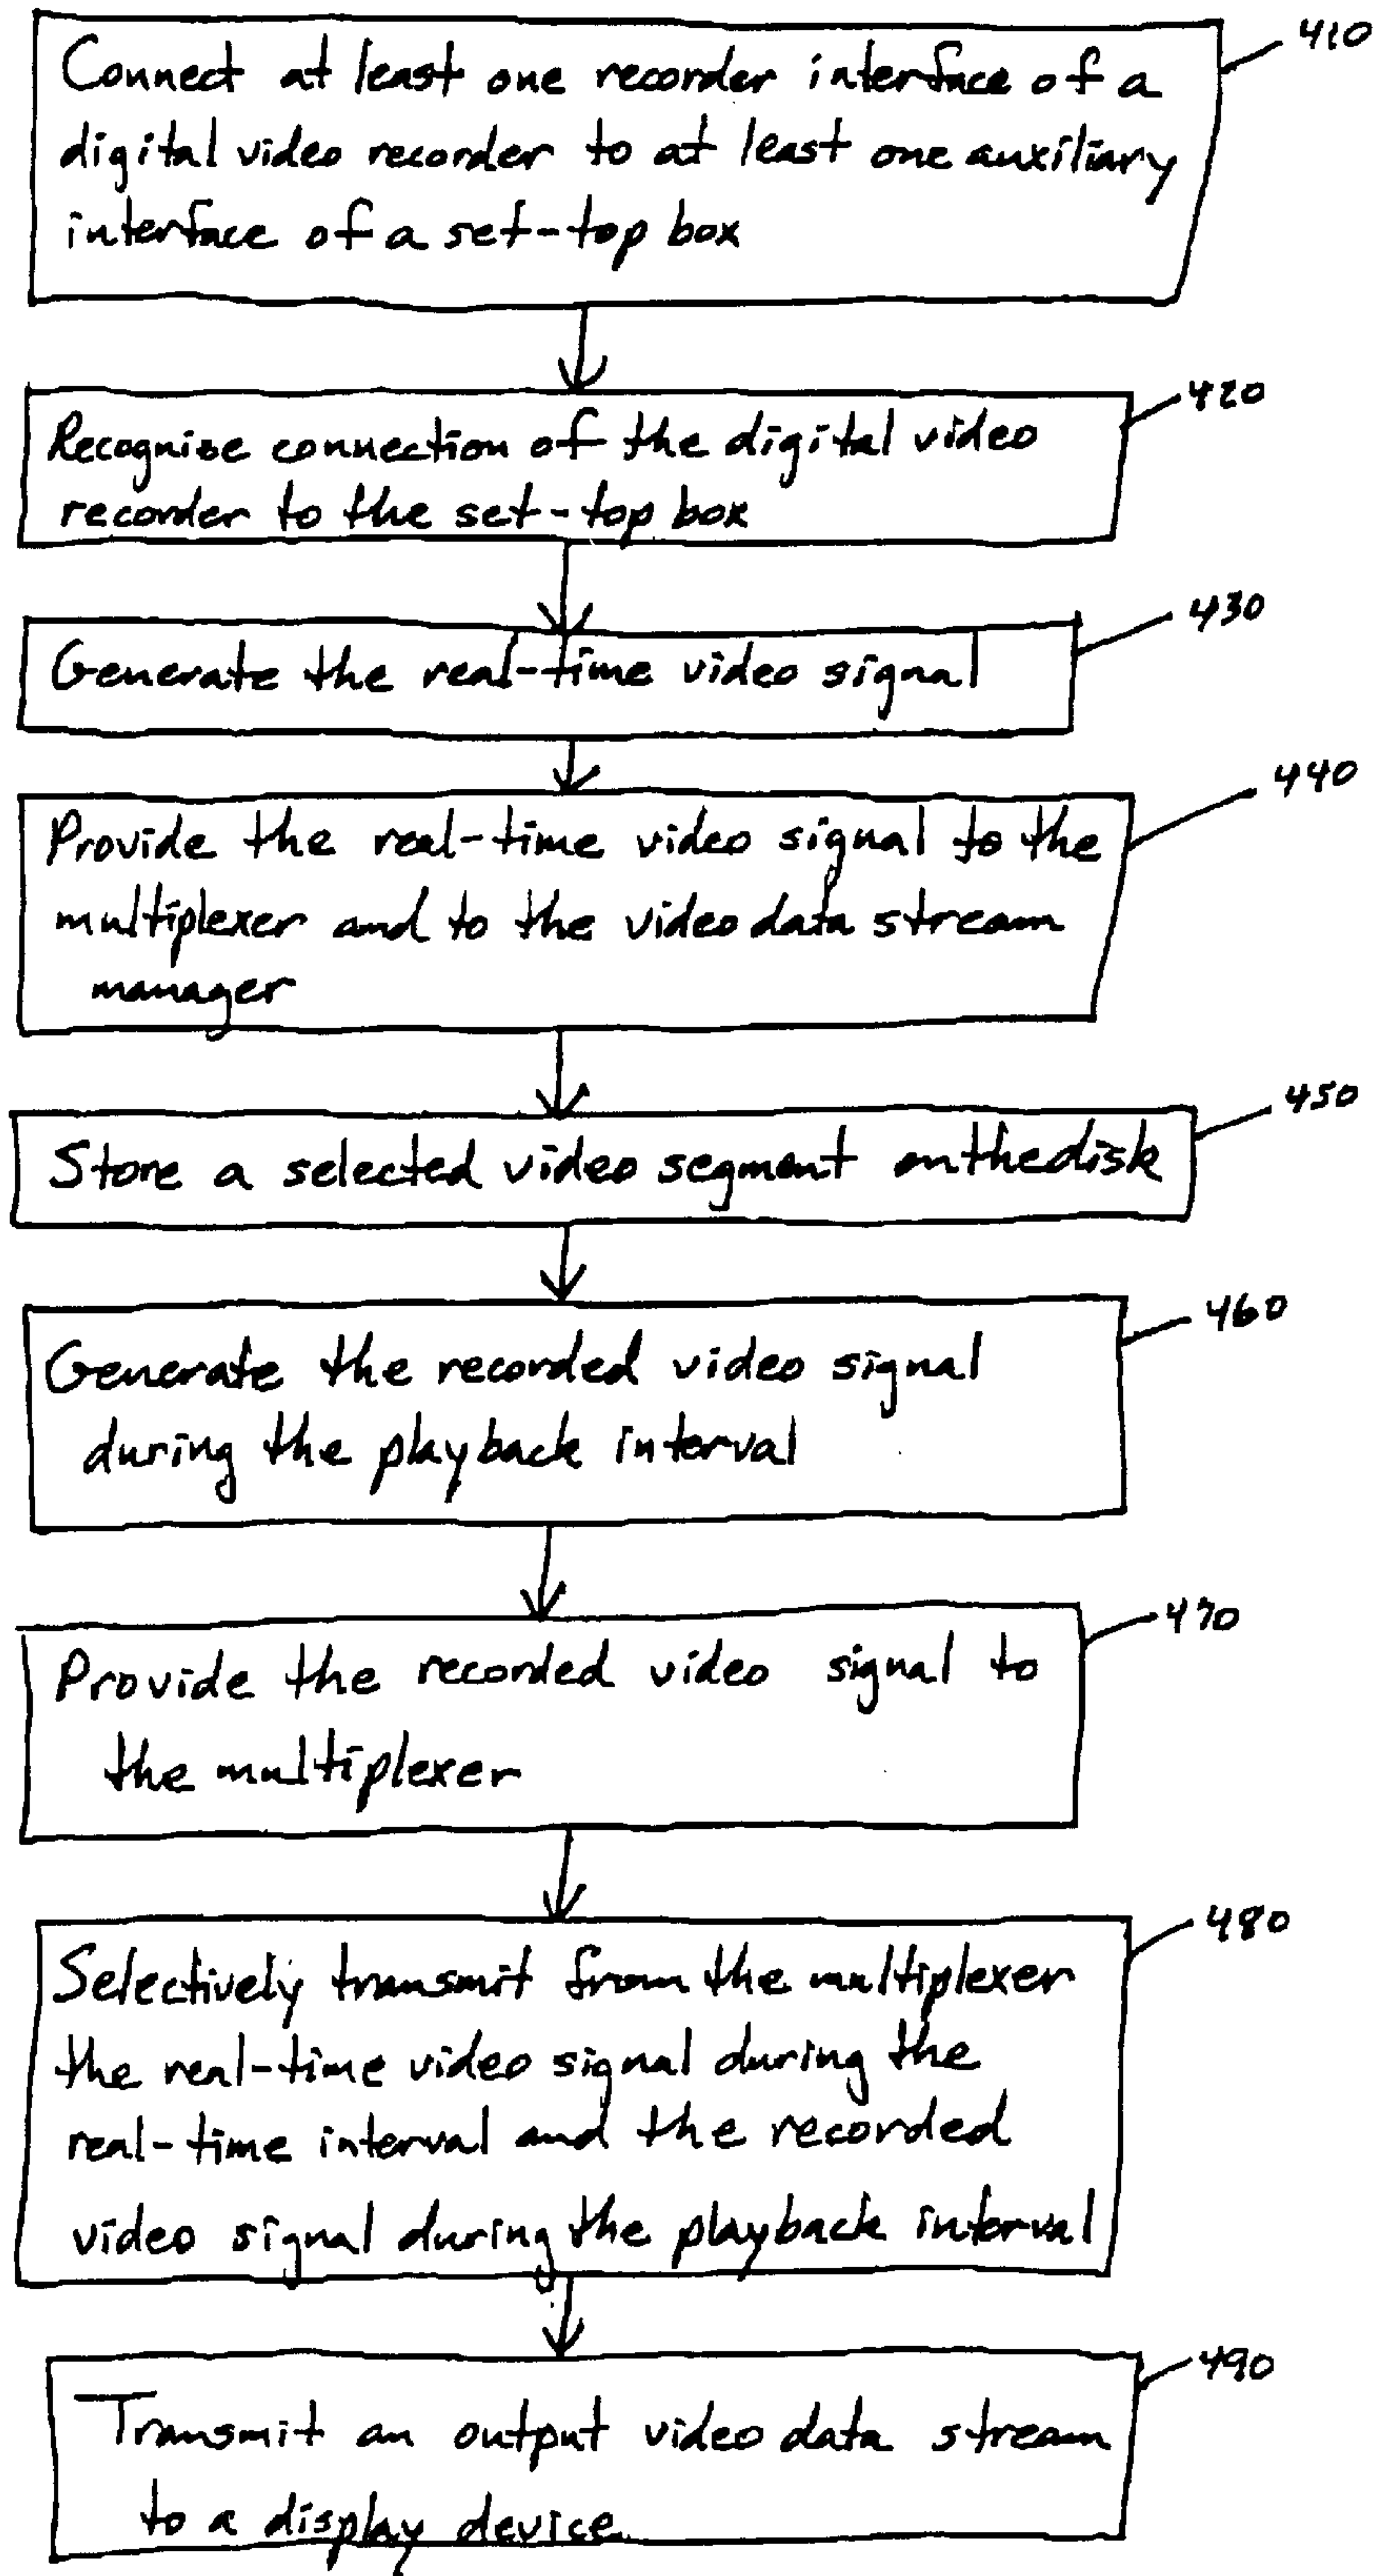 410
Connect at least one recorder interface of a
digital video recorder to at least one auxiliary
interface of a set-top box
420
Recognize connection of the digital video
recorder to the set-top box
430
Generate the real-time video signal
440
Provide the real-time video signal to the
multiplexer and to the video data stream
manager
450
Store a selected video segment on the disk
460
Generate the recorded video signal
during the playback interval
470
Provide the recorded video signal to
the multiplexer
480
Selectively transmit from the multiplexer
the real-time video signal during the
real-time interval and the recorded
video signal during the playback interval
490
Transmit an output video data stream
to a display device